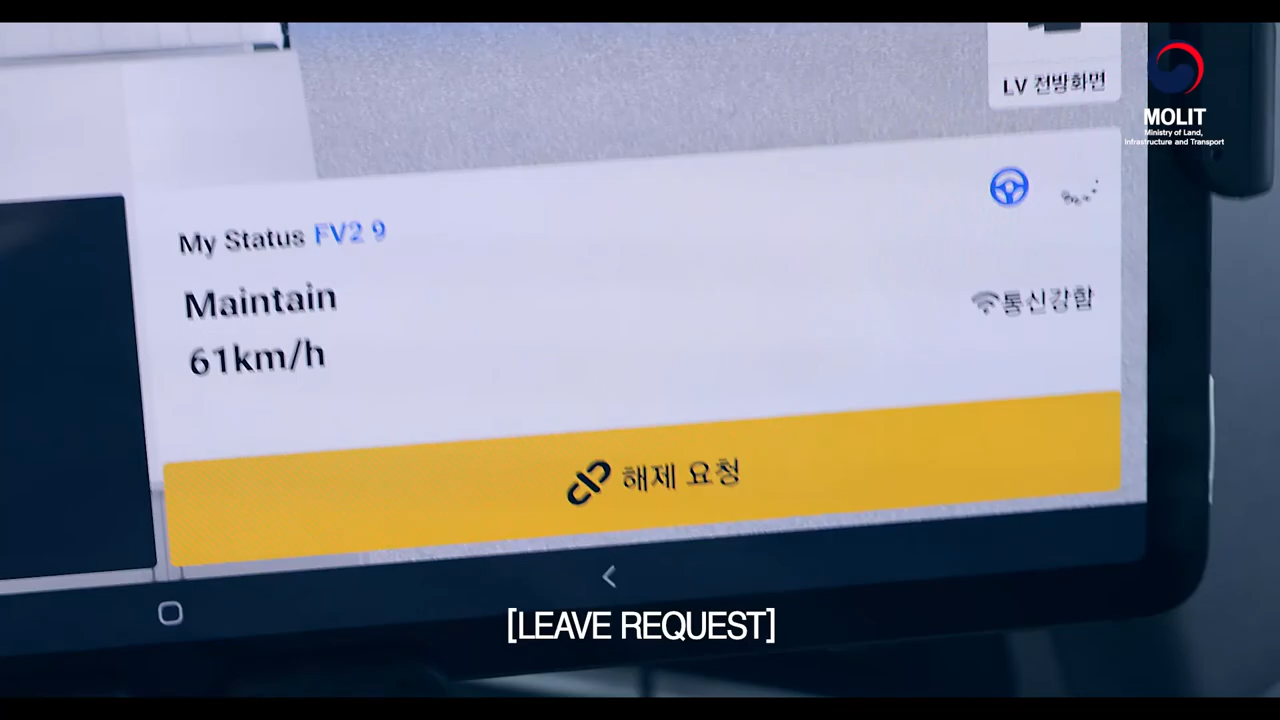 LV 전방화면
MOLIT
Ministry of Land,
Infrastructure and Transport
My Status FV2 9
Maintain
61km/h
통신강함
해제 요청
[LEAVE REQUEST]